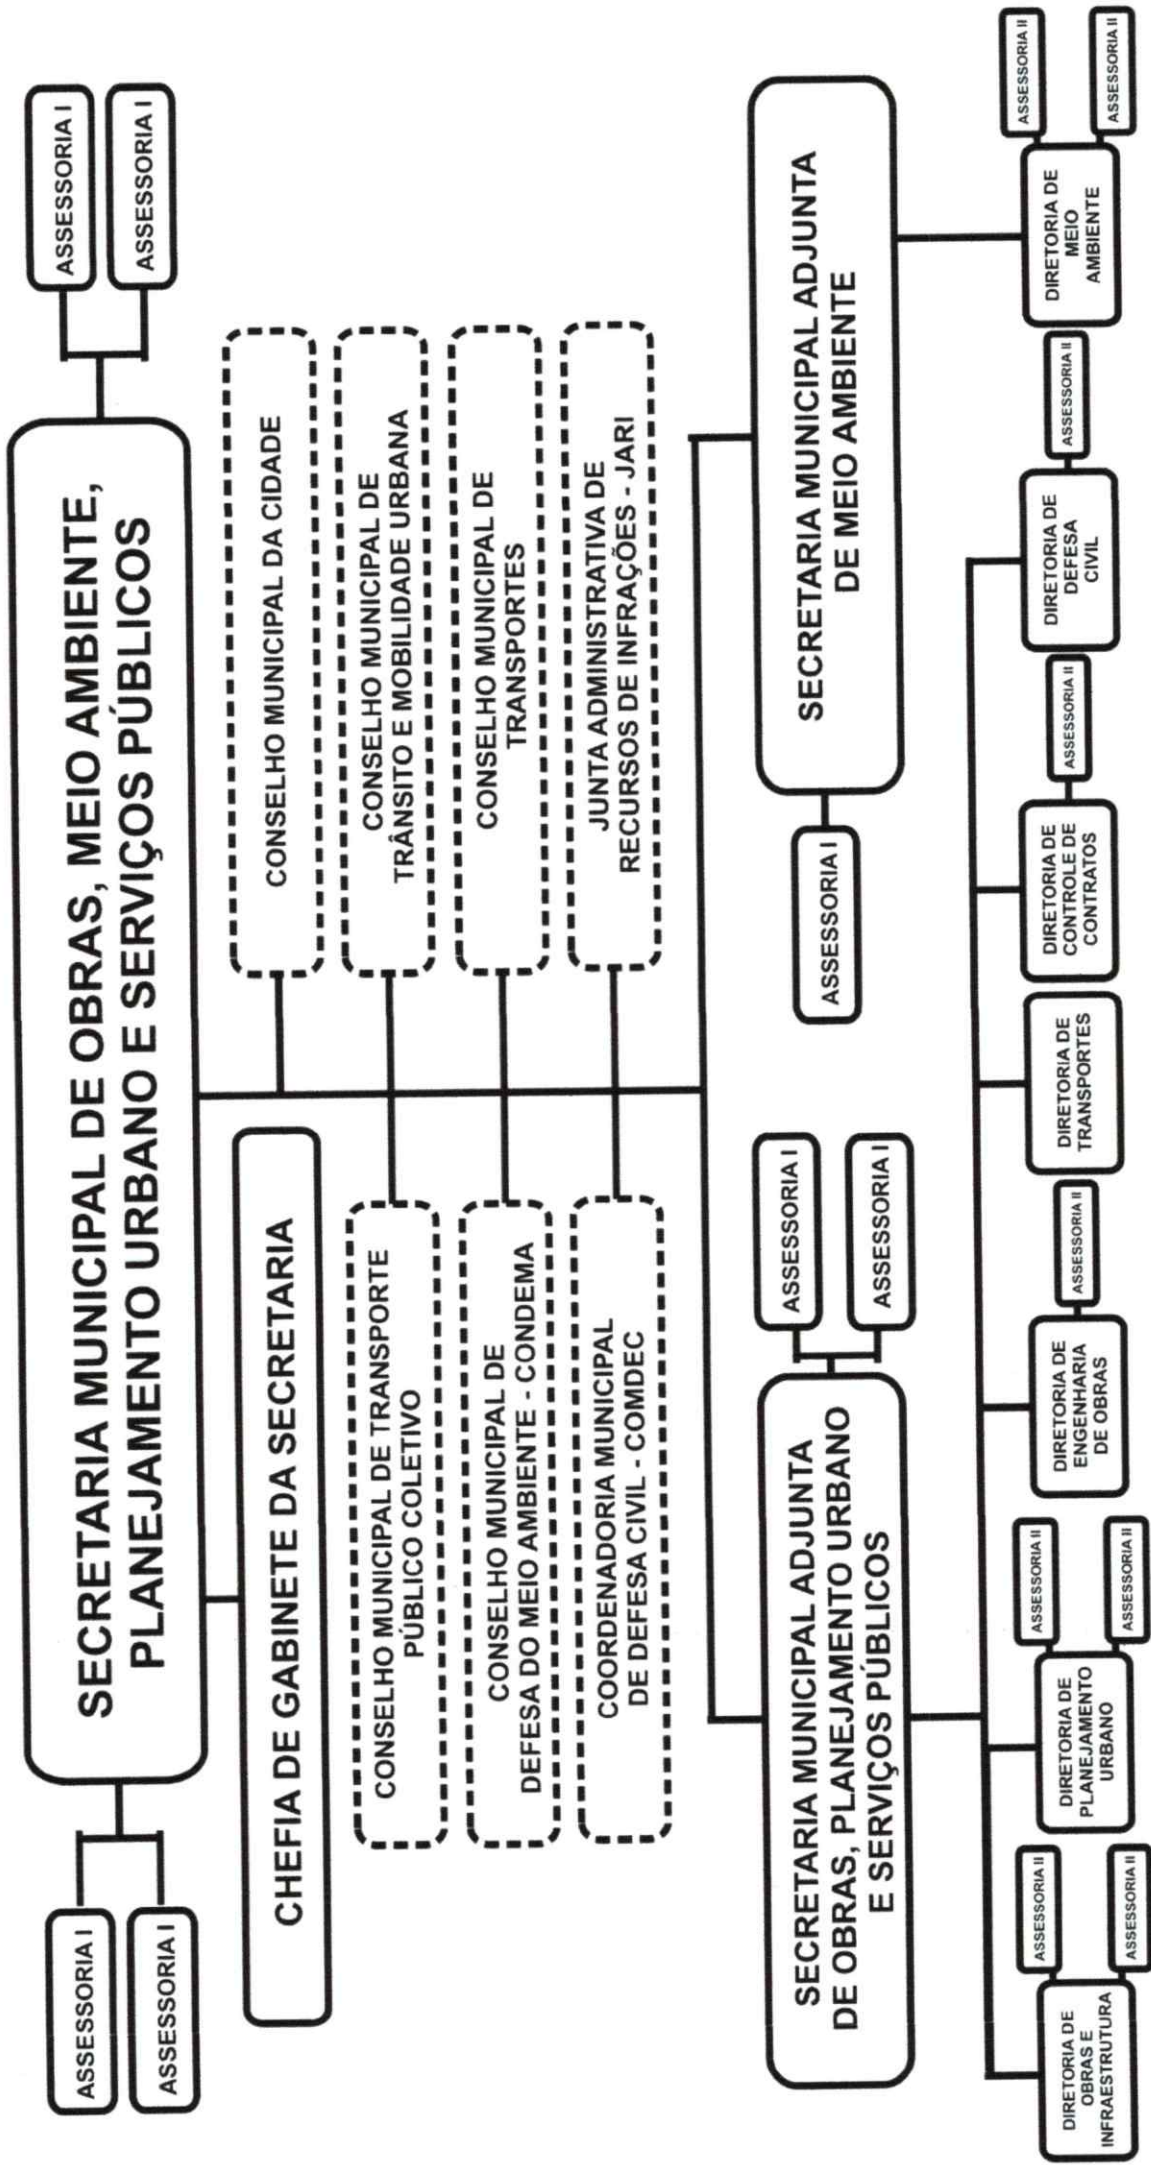 SECRETARIA MUNICIPAL DE OBRAS, MEIO AMBIENTE,
PLANEJAMENTO URBANO E SERVIÇOS PÚBLICOS
ASSESSORIA I
ASSESSORIA I
ASSESSORIA I
ASSESSORIA I
CHEFIA DE GABINETE DA SECRETARIA
CONSELHO MUNICIPAL DA CIDADE
CONSELHO MUNICIPAL DE TRANSPORTE
PÚBLICO COLETIVO
CONSELHO MUNICIPAL DE
TRÂNSITO E MOBILIDADE URBANA
CONSELHO MUNICIPAL DE
DEFESA DO MEIO AMBIENTE - CONDEMA
CONSELHO MUNICIPAL DE
TRANSPORTES
COORDENADORIA MUNICIPAL
DE DEFESA CIVIL - COMDEC
JUNTA ADMINISTRATIVA DE
RECURSOS DE INFRAÇÕES - JARI
SECRETARIA MUNICIPAL ADJUNTA
DE OBRAS, PLANEJAMENTO URBANO
E SERVIÇOS PÚBLICOS
ASSESSORIA I
ASSESSORIA I
ASSESSORIA I
SECRETARIA MUNICIPAL ADJUNTA
DE MEIO AMBIENTE
DIRETORIA DE
OBRAS E
INFRAESTRUTURA
ASSESSORIA II
ASSESSORIA II
DIRETORIA DE
PLANEJAMENTO
URBANO
ASSESSORIA II
ASSESSORIA II
DIRETORIA DE
ENGENHARIA
DE OBRAS
ASSESSORIA II
DIRETORIA DE
TRANSPORTES
DIRETORIA DE
CONTROLE DE
CONTRATOS
ASSESSORIA II
DIRETORIA DE
DEFESA
CIVIL
ASSESSORIA II
DIRETORIA DE
MEIO
AMBIENTE
ASSESSORIA II
ASSESSORIA II